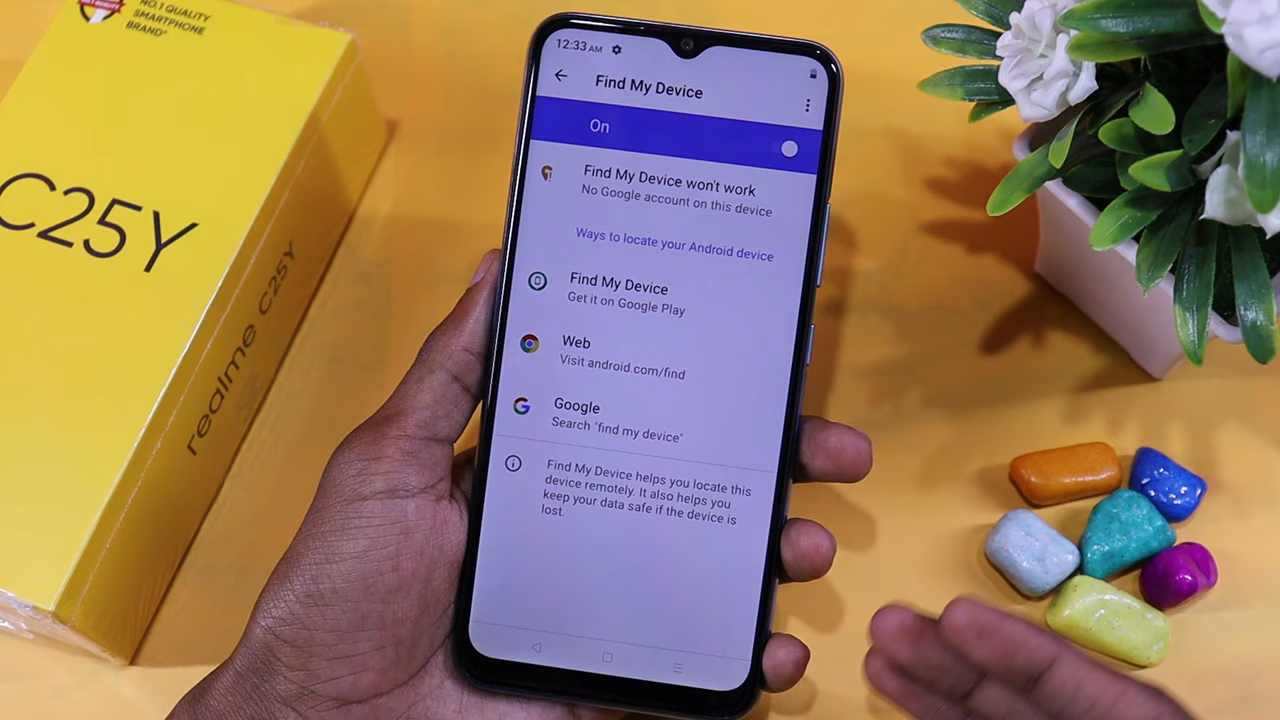 NO.1 QUALITY
SMARTPHONE
BRAND*
C25Y
realme C25Y
12:33 AM
Find My Device
On
Find My Device won't work
No Google account on this device
Ways to locate your Android device
Find My Device
Get it on Google Play
Web
Visit android.com/find
Google
Search "find my device"
Find My Device helps you locate this
device remotely. It also helps you
keep your data safe if the device is
lost.